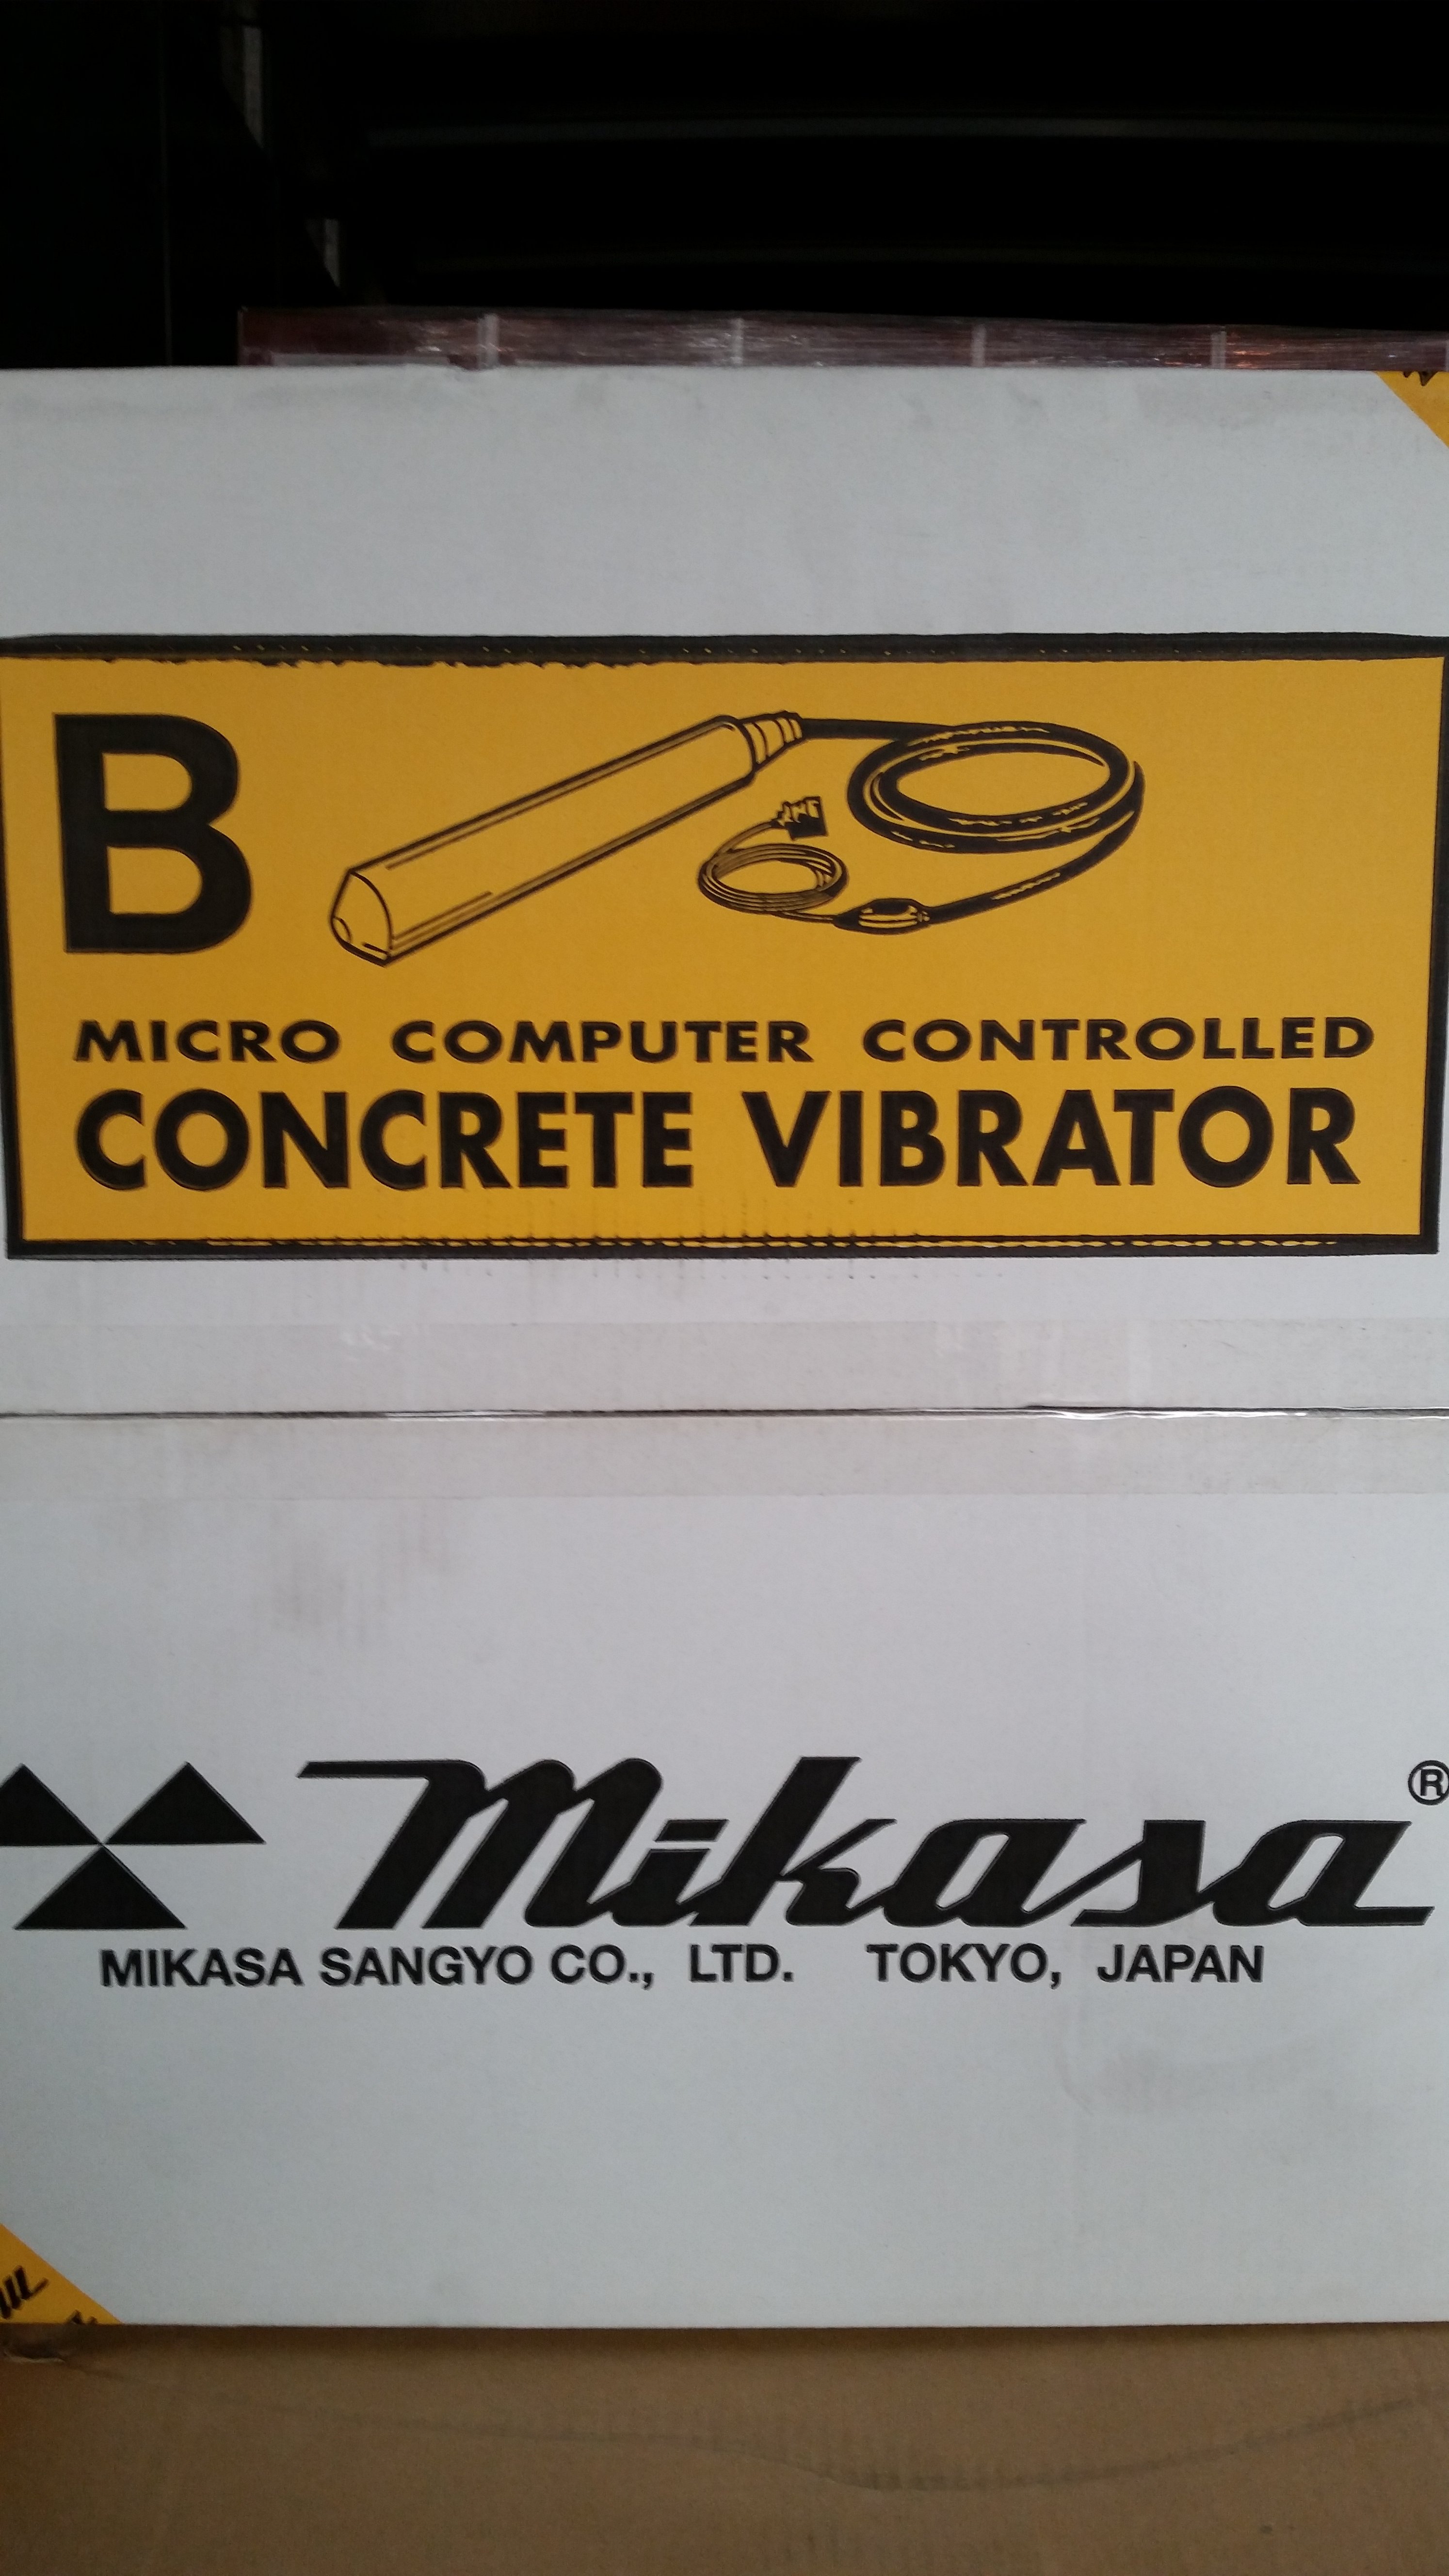 B
MICRO COMPUTER CONTROLLED
CONCRETE VIBRATOR
Mikasa ®
MIKASA SANGYO CO., LTD. TOKYO, JAPAN